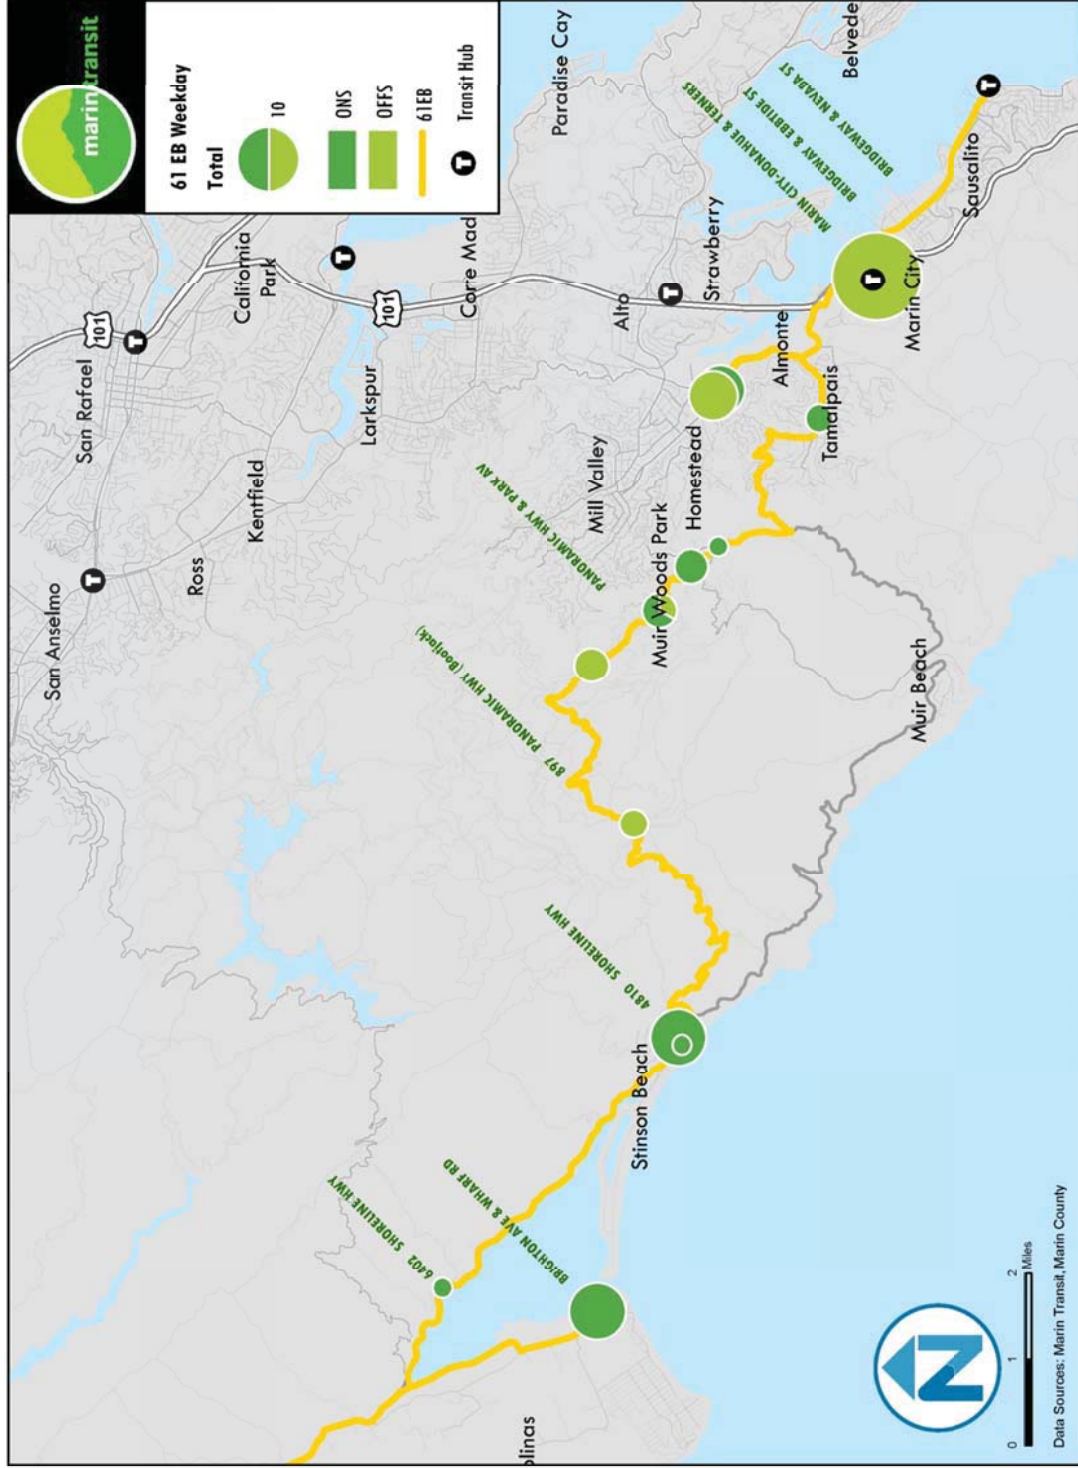 marin transit
61 EB Weekday
Total
10
ONS
OFFS
61EB
T Transit Hub
Paradise Cay
Belvede
101
San Rafael
California
Park
101
Corte Mad
Larkspur
Kentfield
Ross
San Anselmo
Alto
Strawberry
MARIN CITY-DONAHUE & TERNERS
BRIDGEWAY & EBBTIDE ST
BRIDGEWAY & NEVADA ST
Sausalito
Marin City
Almonte
Tamalpais
Homestead
Mill Valley
PANORAMIC HWY & PARK AV
Muir Woods Park
897 PANORAMIC HWY (Bootjack)
Muir Beach
4810 SHORELINE HWY
Stinson Beach
6402 SHORELINE HWY
BRIGHTON AVE & WHARF RD
olinas
N
0 1 2
Miles
Data Sources: Marin Transit, Marin County